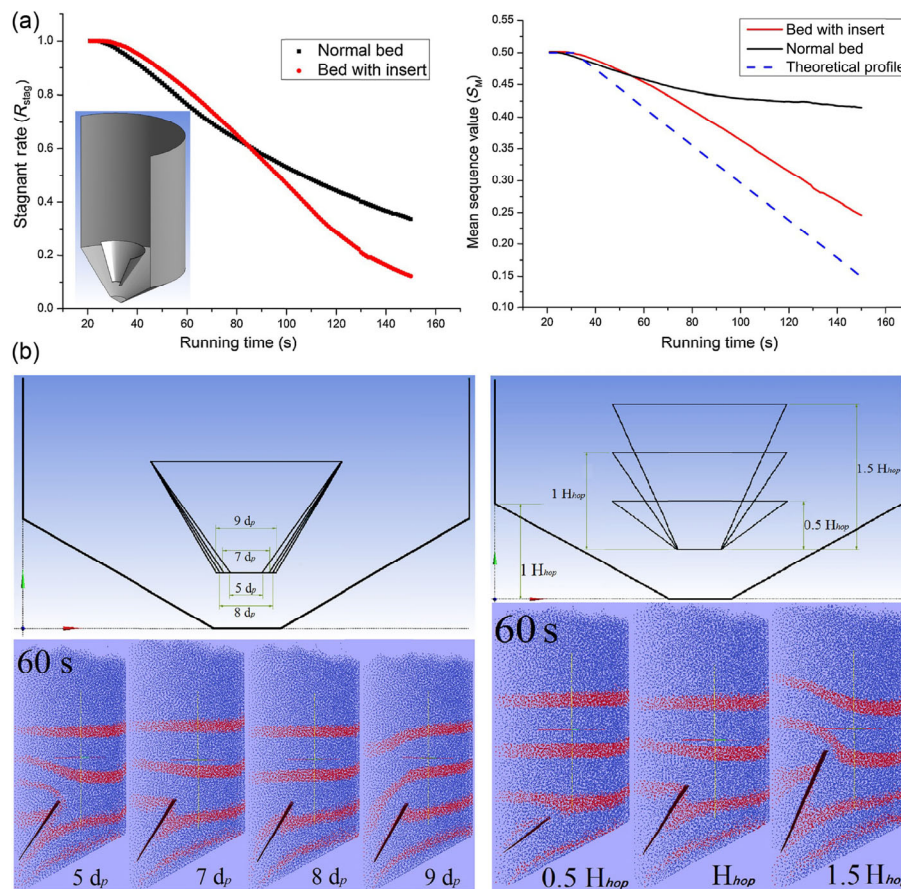 (a)
Stagnant rate (R_stag)
1.0
0.8
0.6
0.4
0.2
0.0
Normal bed
Bed with insert
20 40 60 80 100 120 140 160
Running time (s)
Mean sequence value (S_M)
0.55
0.50
0.45
0.40
0.35
0.30
0.25
0.20
0.15
0.10
Bed with insert
Normal bed
Theoretical profile
20 40 60 80 100 120 140 160
Running time (s)
(b)
9 dp
7 dp
5 dp
8 dp
1 Hhop
1 Hhop
0.5 Hhop
1.5 Hhop
60 s
5 dp
7 dp
8 dp
9 dp
60 s
0.5 Hhop
Hhop
1.5 Hhop